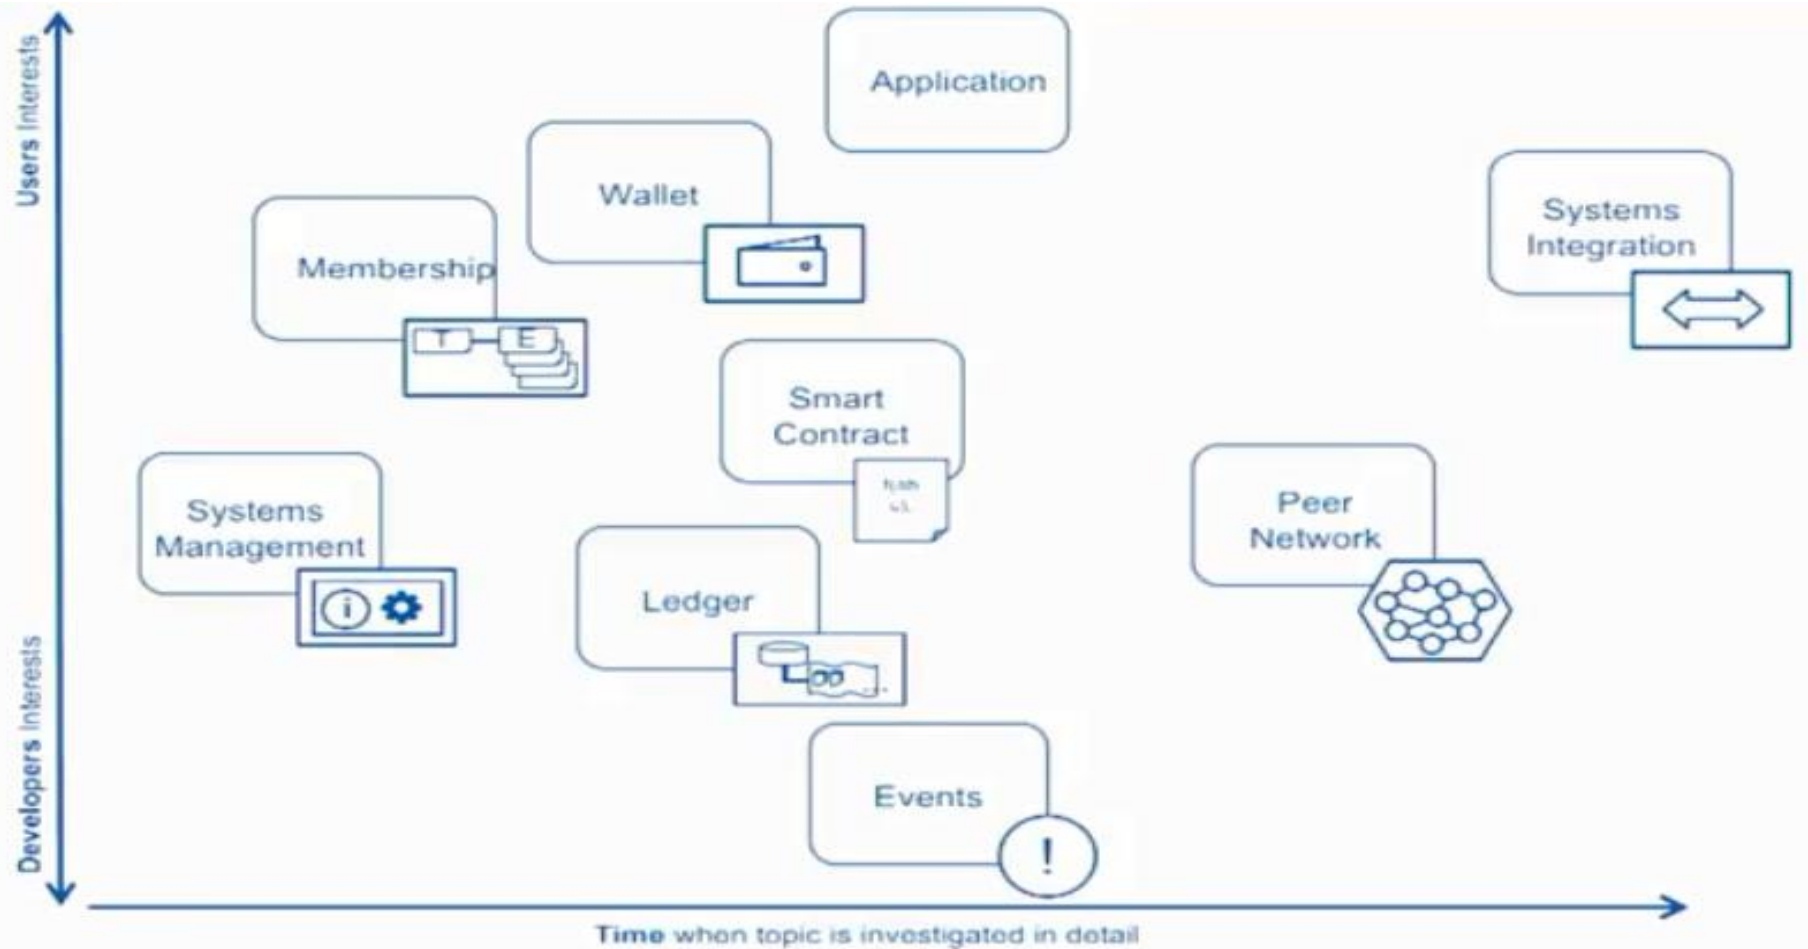 Users Interests
Developers Interests
Application
Wallet
Membership
T
E
Systems
Integration
Smart
Contract
Systems
Management
i
Peer
Network
Ledger
Events
!
Time when topic is investigated in detail